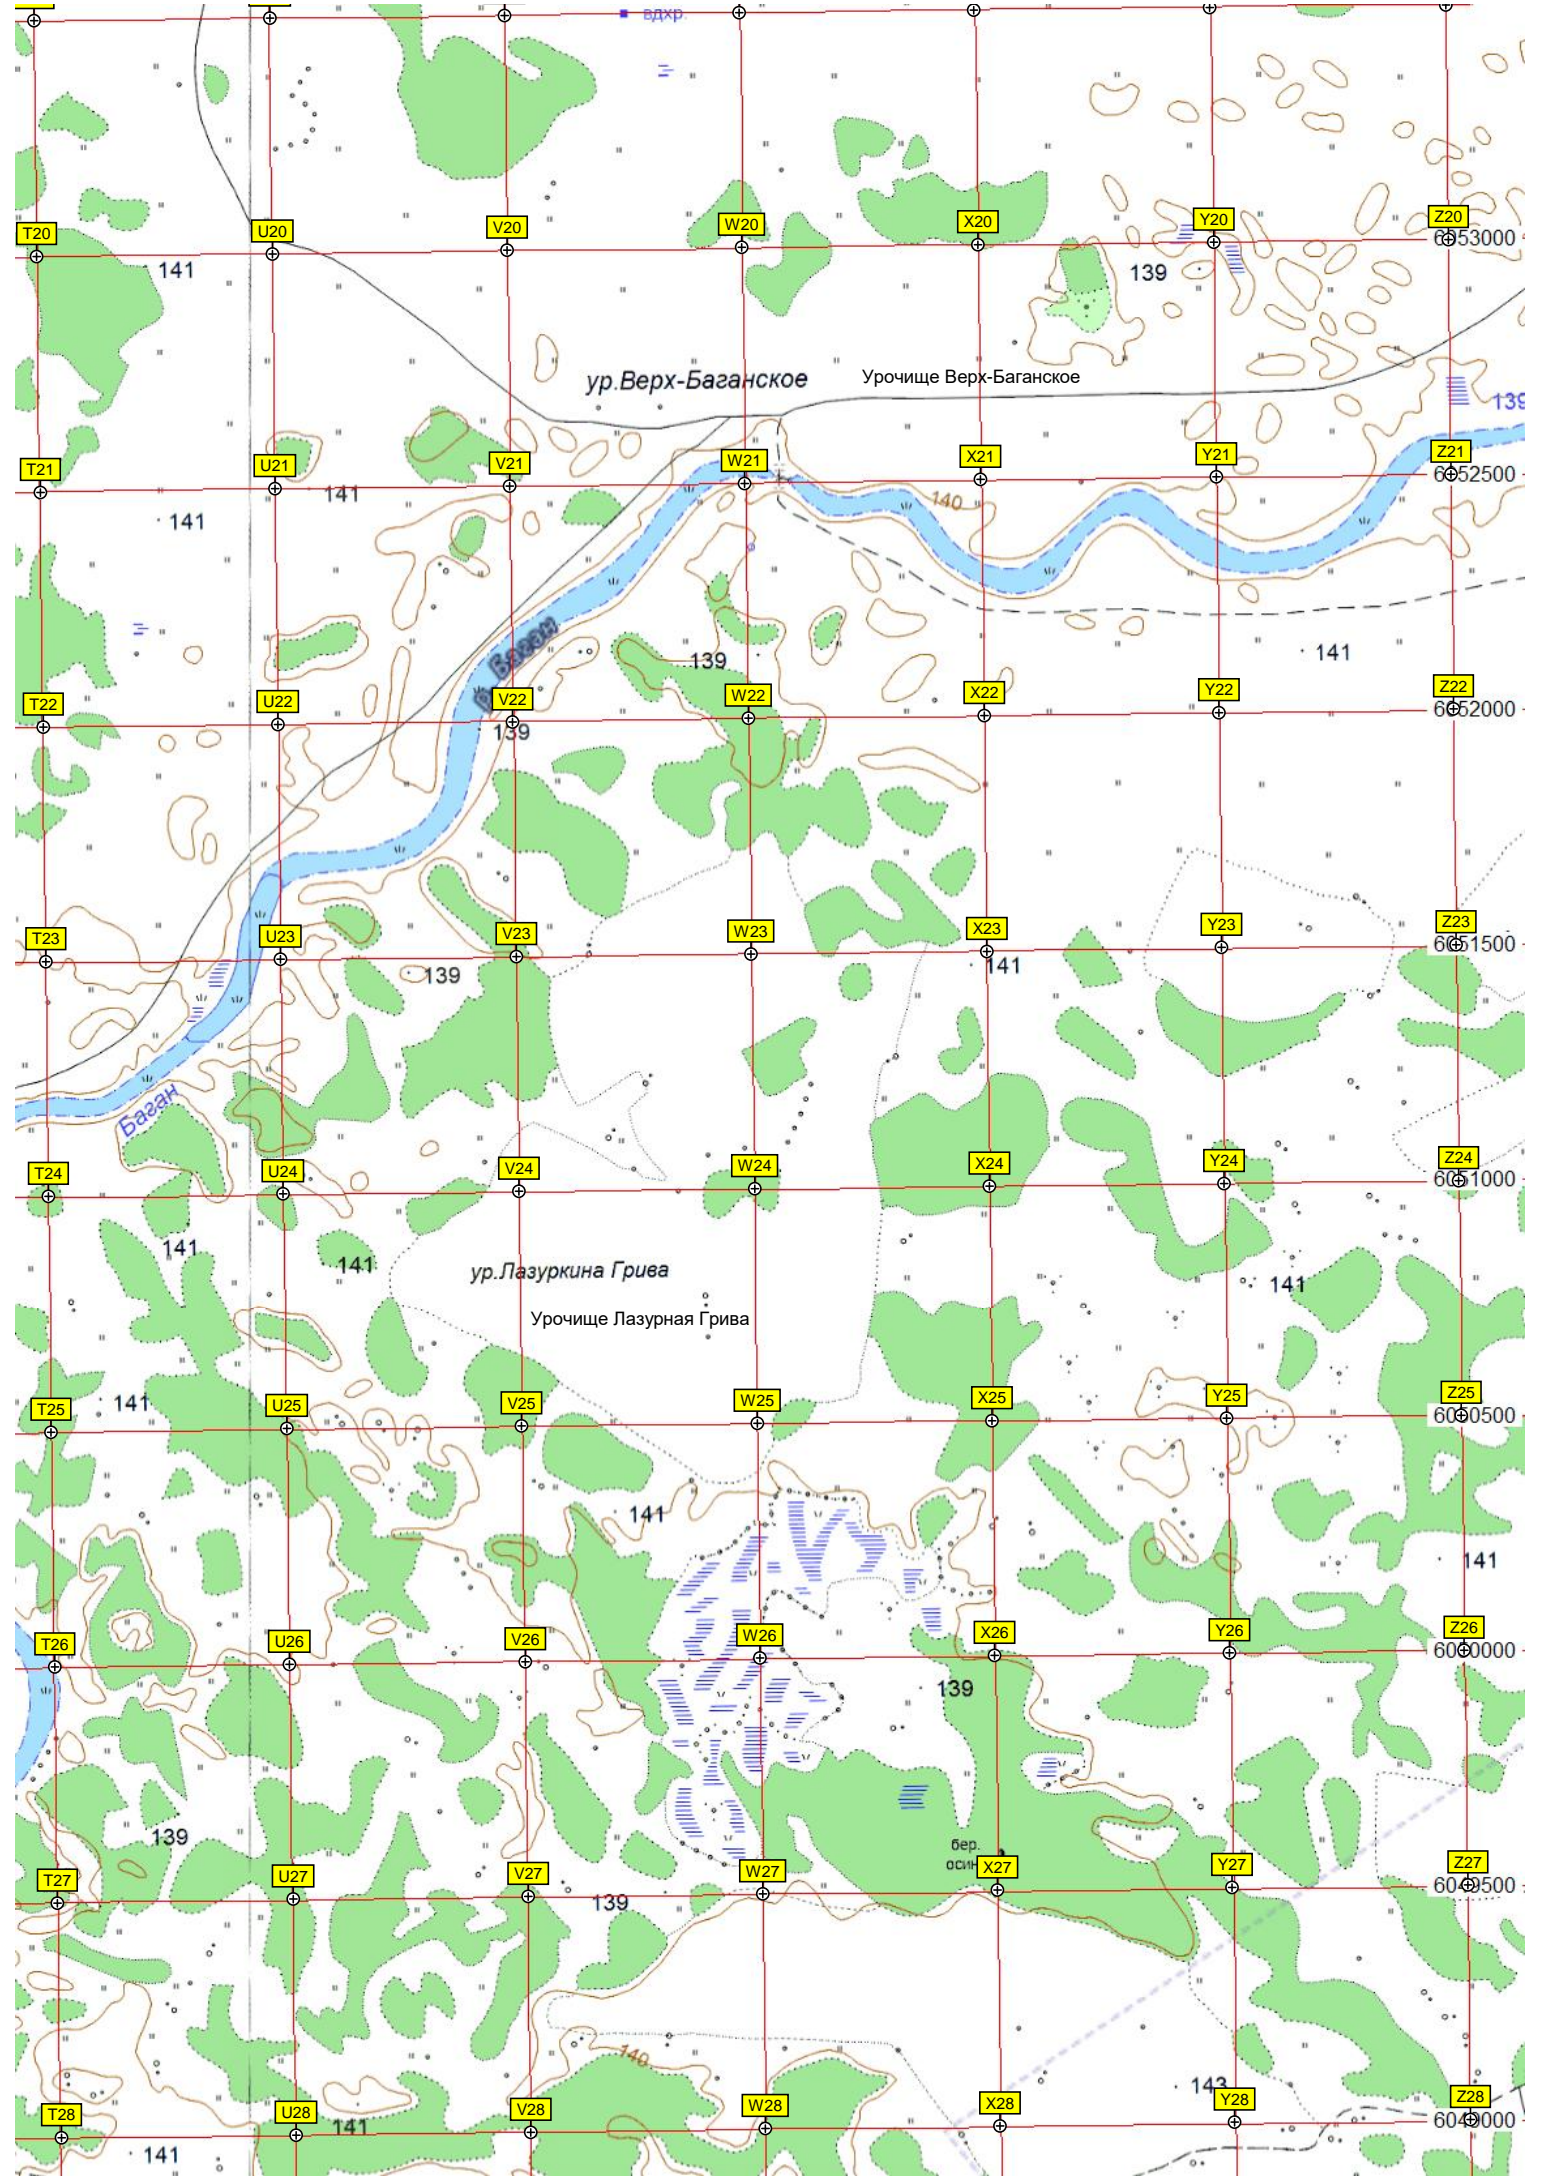 вдхр.
T20
U20
V20
W20
X20
Y20
Z20
6053000
141
139
ур.Верх-Баганское
Урочище Верх-Баганское
139
T21
U21
V21
W21
X21
Y21
Z21
6052500
141
140
141
р. Баган
139
141
T22
U22
V22
W22
X22
Y22
Z22
6052000
139
T23
U23
V23
W23
X23
Y23
Z23
6051500
139
141
Баган
T24
U24
V24
W24
X24
Y24
Z24
6051000
141
141
ур.Лазуркина Грива
141
Урочище Лазурная Грива
T25
U25
V25
W25
X25
Y25
Z25
6050500
141
141
141
T26
U26
V26
W26
X26
Y26
Z26
6050000
139
139
бер.
осин
T27
U27
V27
W27
X27
Y27
Z27
6049500
139
140
143
T28
U28
V28
W28
X28
Y28
Z28
6049000
141
141